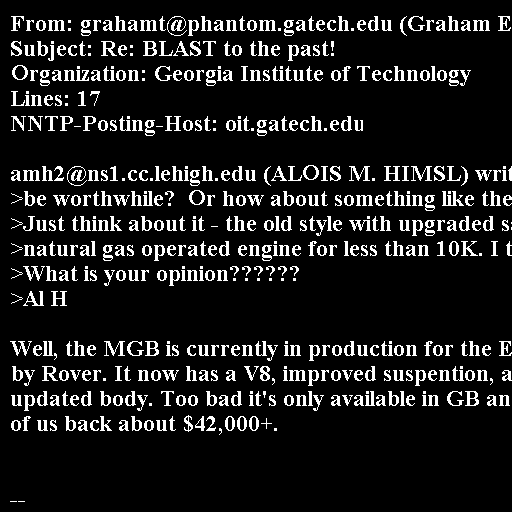 From: grahamt@phantom.gatech.edu (Graham E
Subject: Re: BLAST to the past!
Organization: Georgia Institute of Technology
Lines: 17
NNTP-Posting-Host: oit.gatech.edu
amh2@ns1.cc.lehigh.edu (ALOIS M. HIMSL) writ
>be worthwhile?  Or how about something like the
>Just think about it - the old style with upgraded sa
>natural gas operated engine for less than 10K. I t
>What is your opinion??????
>Al H
Well, the MGB is currently in production for the E
by Rover. It now has a V8, improved suspention, a
updated body. Too bad it's only available in GB an
of us back about $42,000+.
--